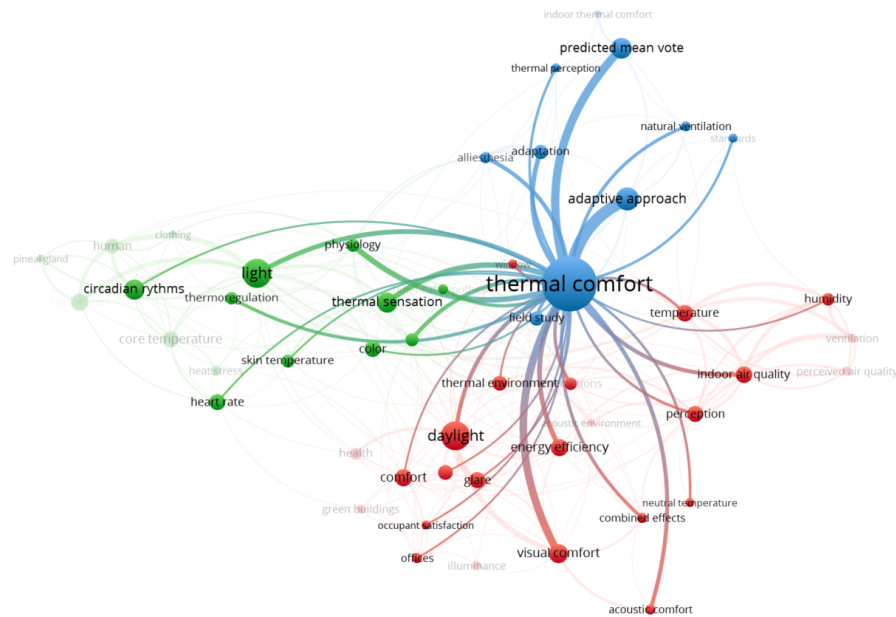 indoor thermal comfort
predicted mean vote
thermal perception
natural ventilation
standards
adaptation
alliesthesia
adaptive approach
clothing
human
physiology
pineal gland
window
light
thermal comfort
circadian rythms
thermoregulation
thermal sensation
humidity
temperature
field study
core temperature
ventilation
color
skin temperature
heat stress
indoor air quality
perceived air quality
thermal environment
heart rate
perception
acoustic environment
daylight
energy efficiency
health
comfort
glare
neutral temperature
green buildings
combined effects
occupant satisfaction
visual comfort
offices
illuminance
acoustic comfort